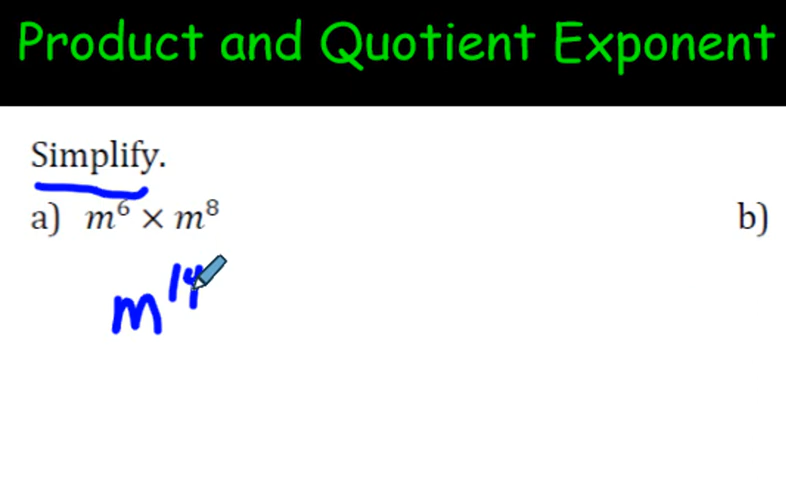 Product and Quotient Exponent
Simplify.
a) m⁶ × m⁸
b)
m¹⁴